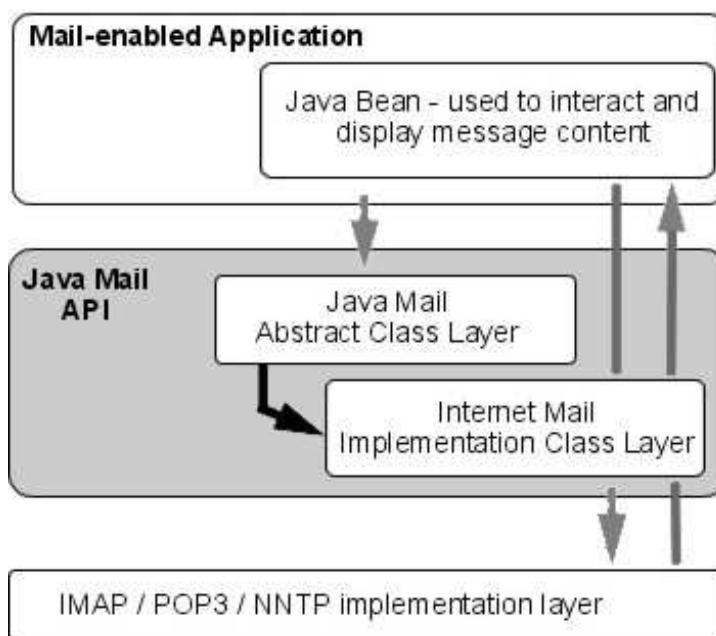 Mail-enabled Application
Java Bean - used to interact and
display message content
Java Mail
API
Java Mail
Abstract Class Layer
Internet Mail
Implementation Class Layer
IMAP / POP3 / NNTP implementation layer